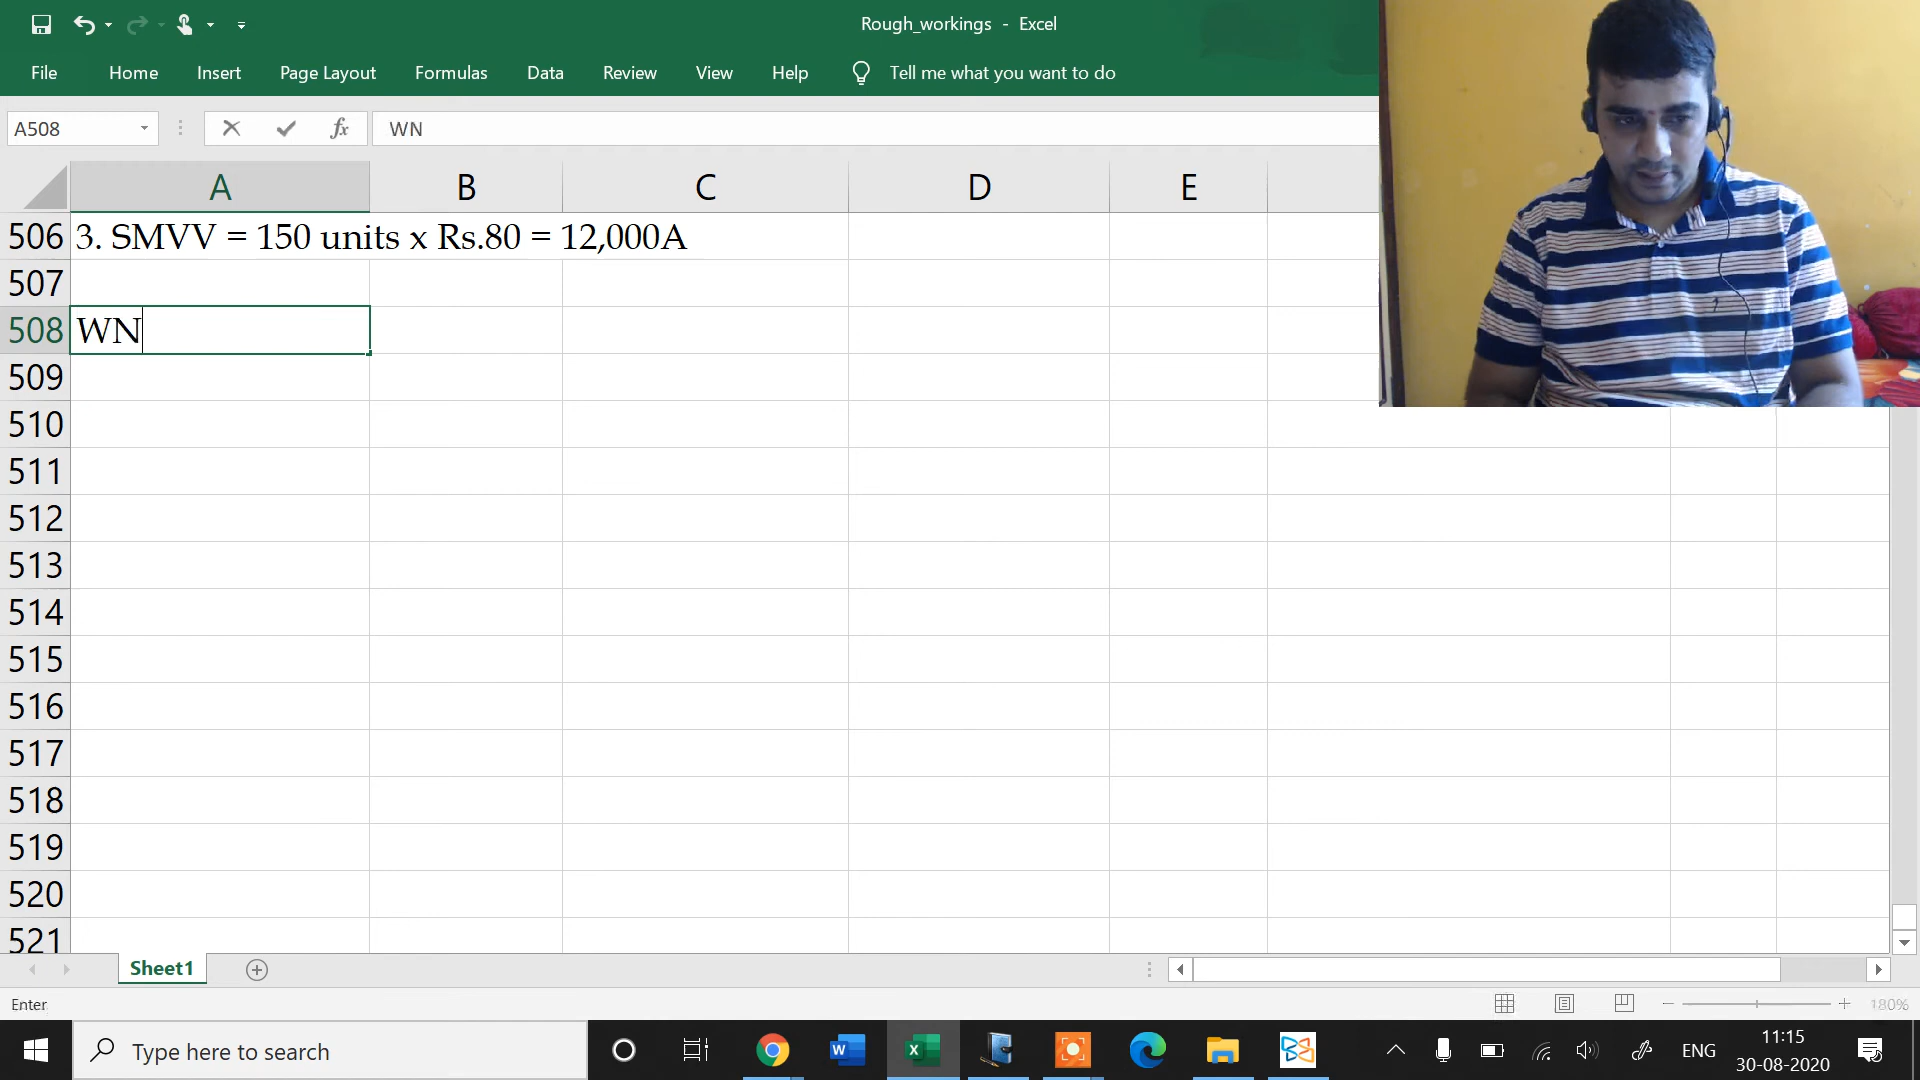 Rough_workings - Excel
File Home Insert Page Layout Formulas Data Review View Help Tell me what you want to do
A508 fx WN
A B C D E
506 3. SMVV = 150 units x Rs.80 = 12,000A
507
508 WN
509
510
511
512
513
514
515
516
517
518
519
520
521
Sheet1
Enter 180%
Type here to search
ENG
11:15
30-08-2020